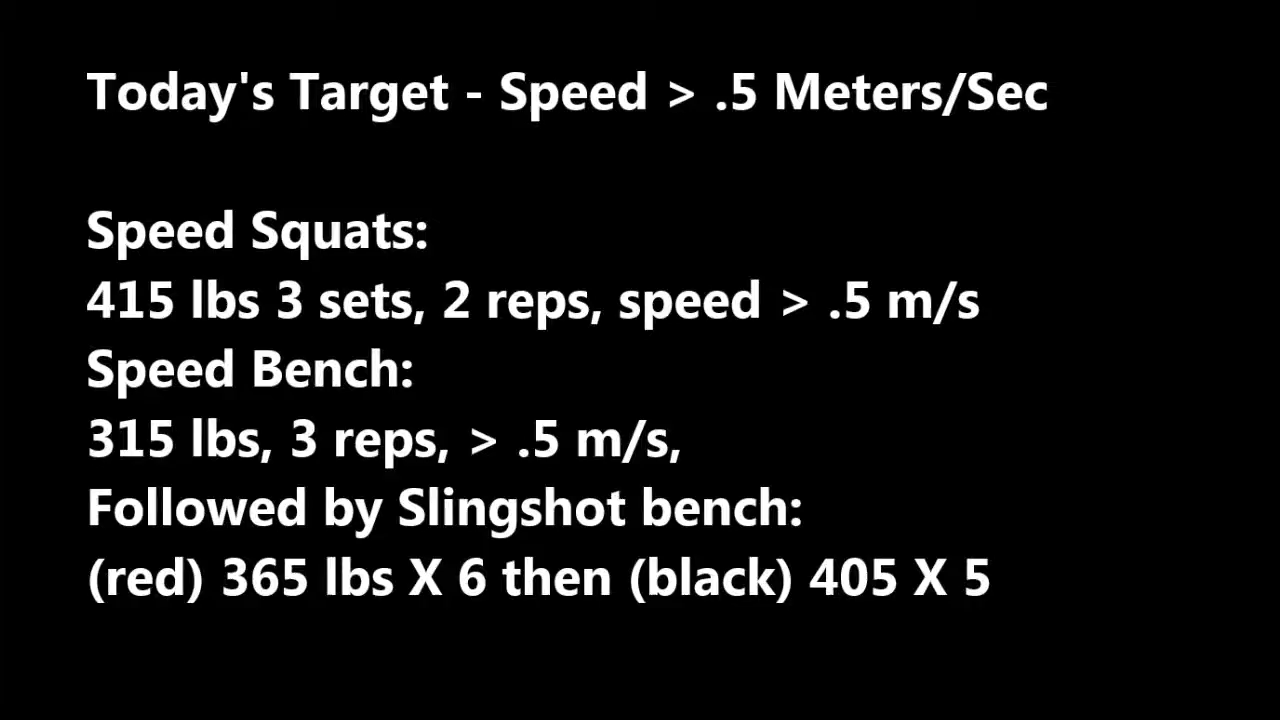 Today's Target - Speed > .5 Meters/Sec
Speed Squats:
415 lbs 3 sets, 2 reps, speed > .5 m/s
Speed Bench:
315 lbs, 3 reps, > .5 m/s,
Followed by Slingshot bench:
(red) 365 lbs X 6 then (black) 405 X 5